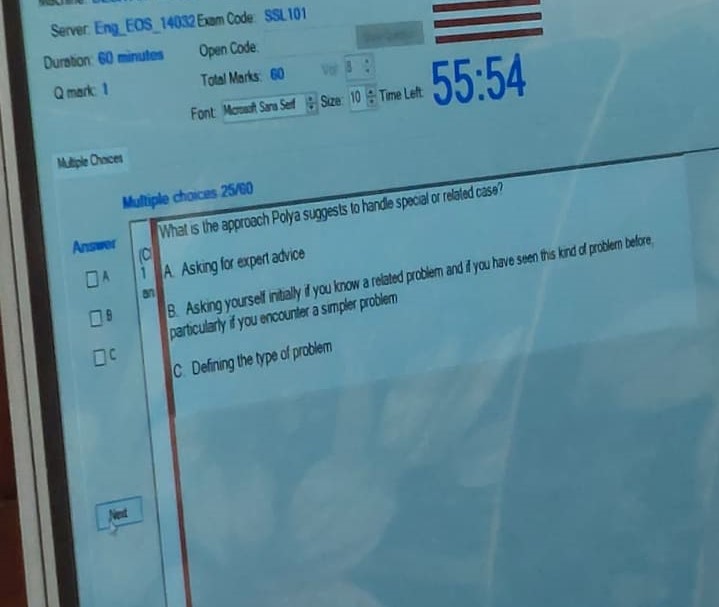 Server: Eng_EOS_14032 Exam Code: SSL101
Duration: 60 minutes Open Code:
Q mark: 1 Total Marks: 60
Font: Microsoft Sans Serif Size: 10 Time Left: 55:54
Multiple Choices
Multiple choices 25/60
Answer
What is the approach Polya suggests to handle special or related case?
A
A. Asking for expert advice
B
B. Asking yourself initially if you know a related problem and if you have seen this kind of problem before,
particularly if you encounter a simpler problem
C
C. Defining the type of problem
Next